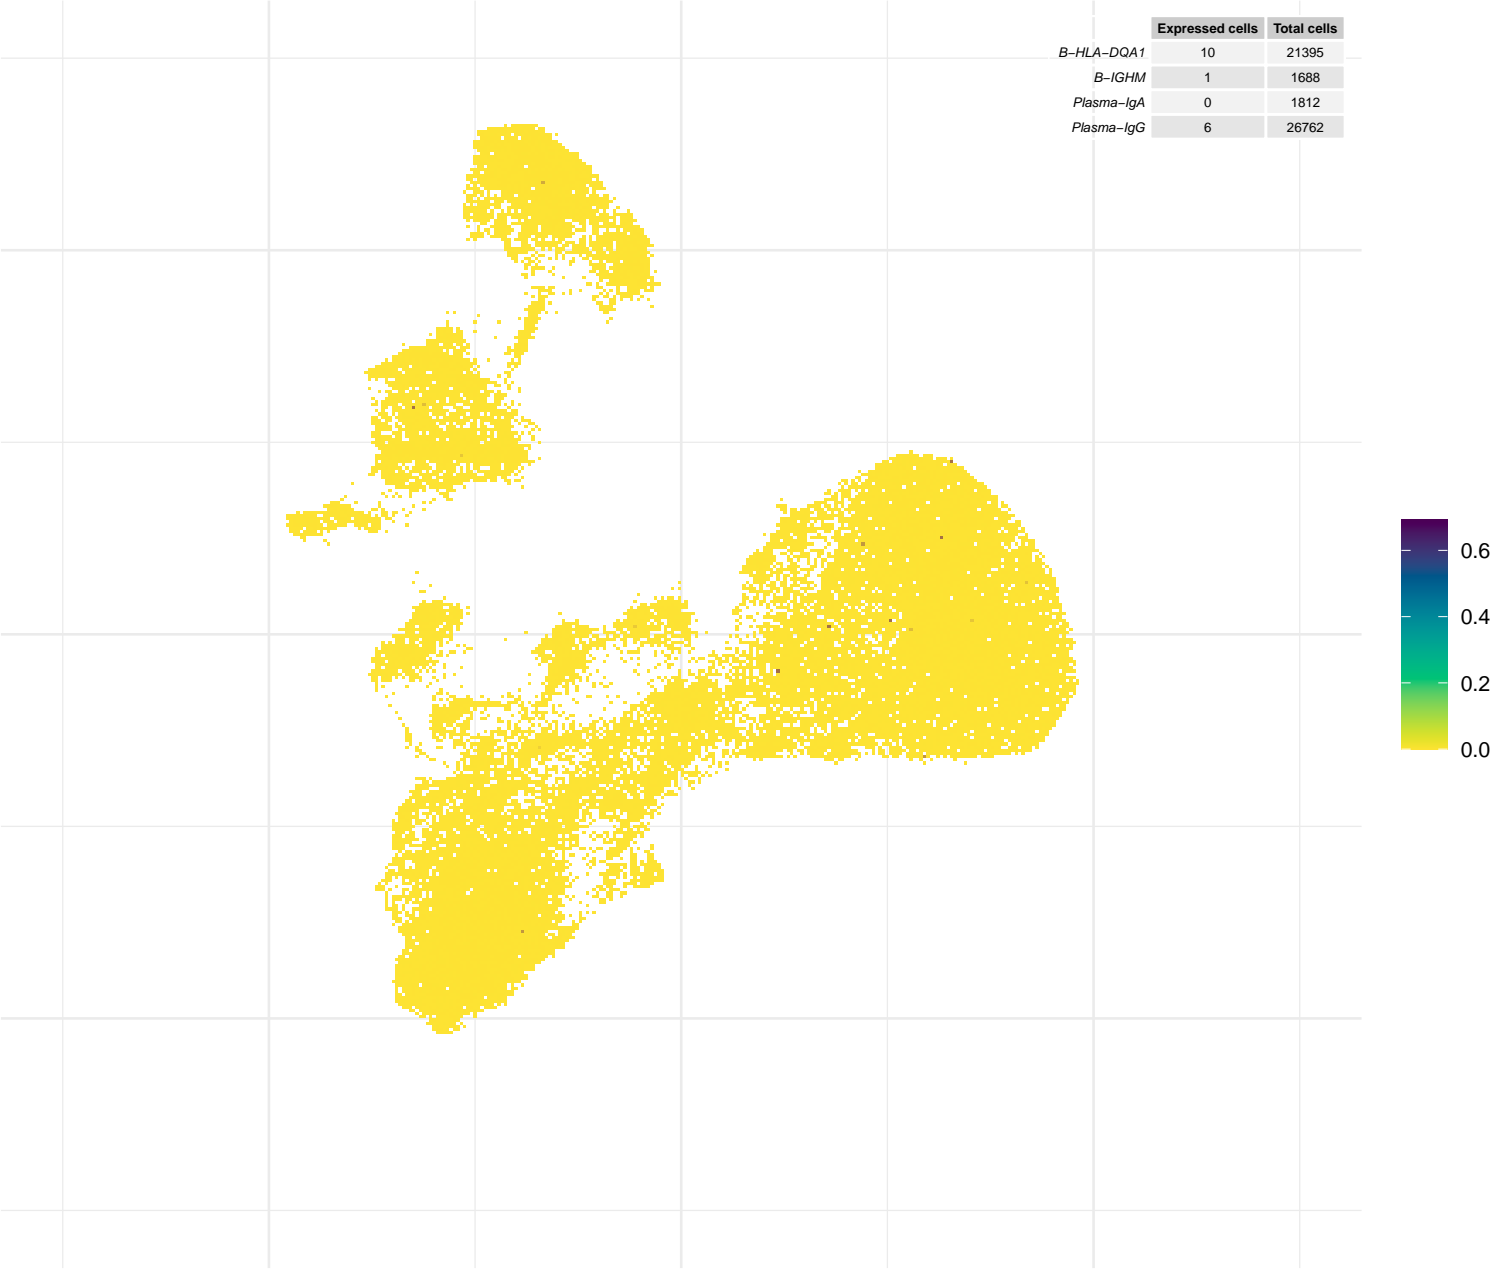 Expressed cells Total cells
B−HLA−DQA1 10 21395
B−IGHM 1 1688
Plasma−IgA 0 1812
Plasma−IgG 6 26762
0.6
0.4
0.2
0.0